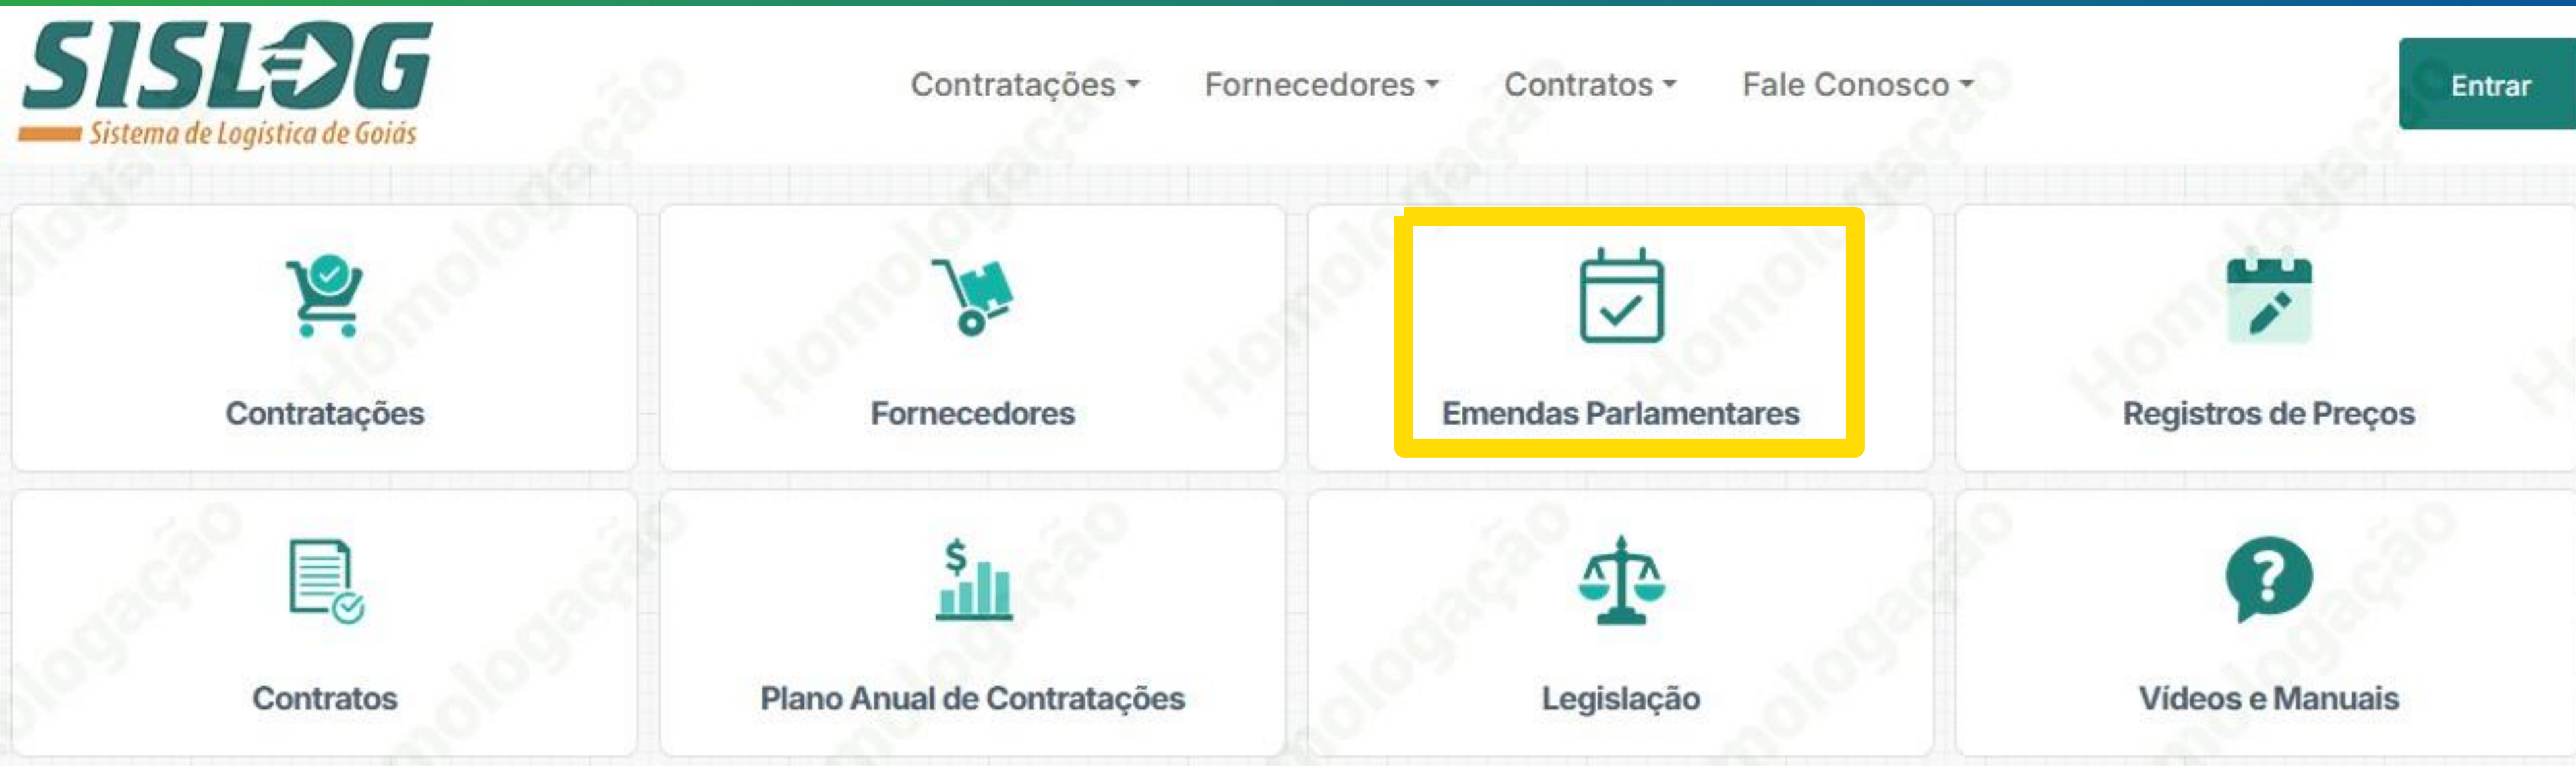 SISLOG
Sistema de Logística de Goiás
Contratações Fornecedores Contratos Fale Conosco Entrar
Contratações Fornecedores Emendas Parlamentares Registros de Preços
$
?
Contratos Plano Anual de Contratações Legislação Vídeos e Manuais
Homologação